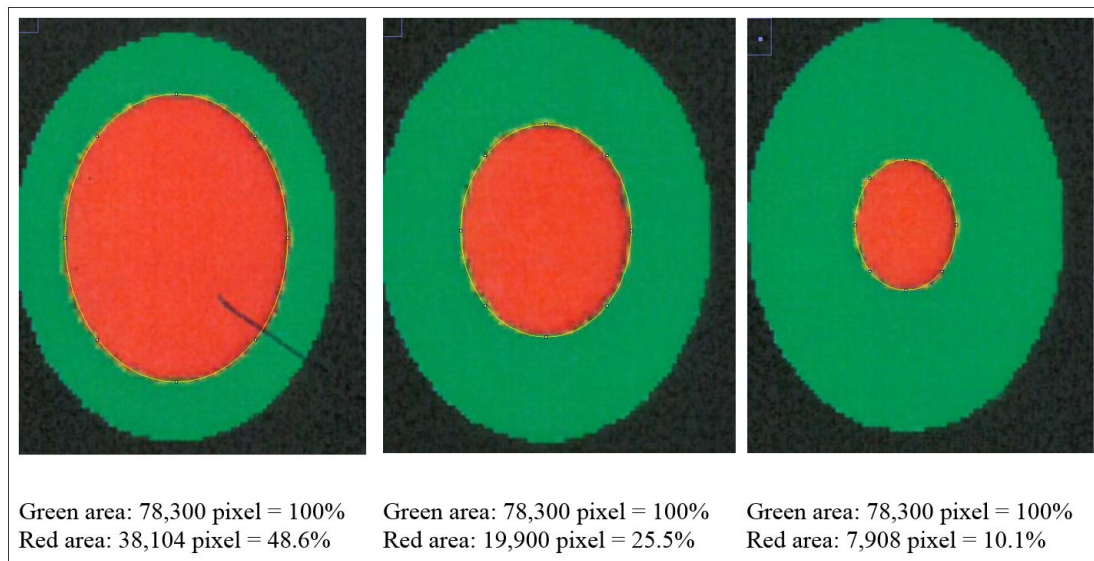 Green area: 78,300 pixel = 100%
Red area: 38,104 pixel = 48.6%
Green area: 78,300 pixel = 100%
Red area: 19,900 pixel = 25.5%
Green area: 78,300 pixel = 100%
Red area: 7,908 pixel = 10.1%